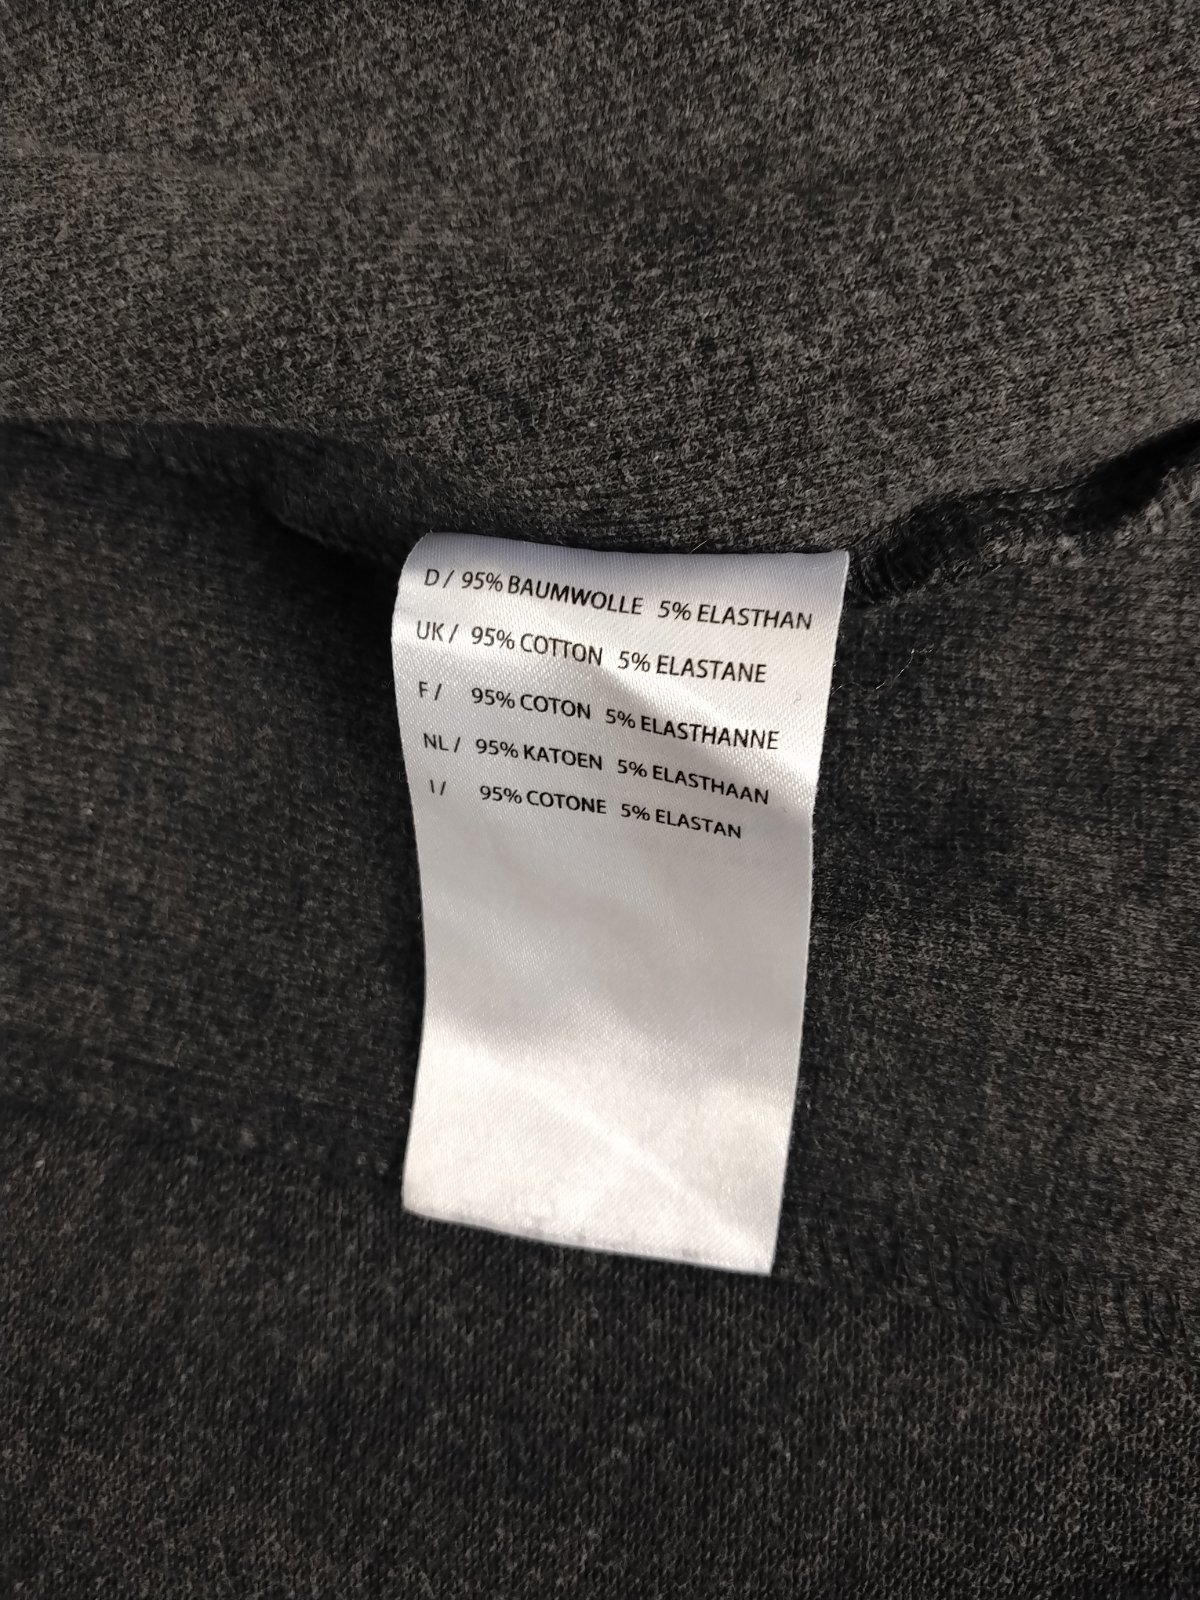 D / 95% BAUMWOLLE 5% ELASTHAN
UK / 95% COTTON 5% ELASTANE
F / 95% COTON 5% ELASTHANNE
NL / 95% KATOEN 5% ELASTHAAN
I / 95% COTONE 5% ELASTAN